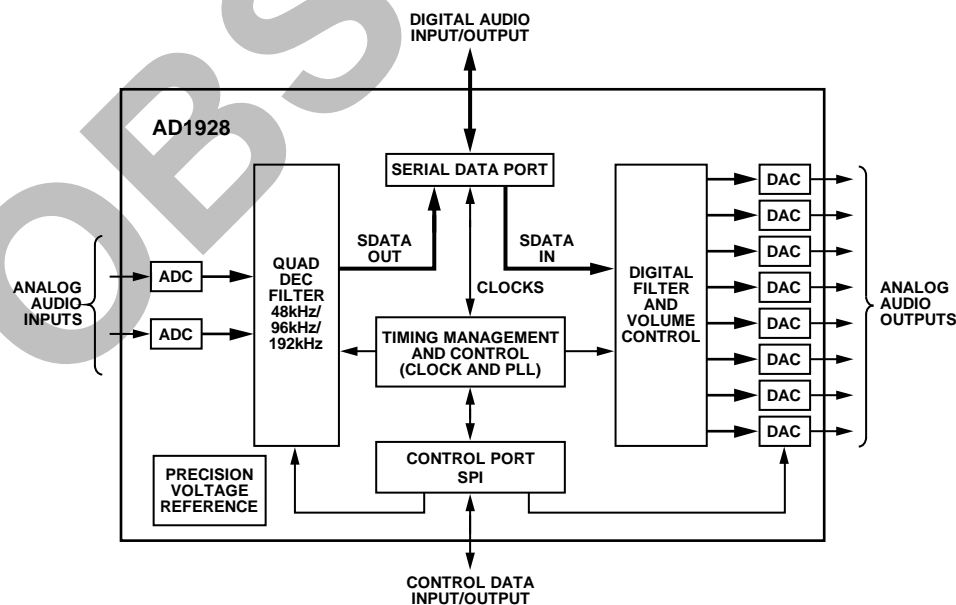 DIGITAL AUDIO
INPUT/OUTPUT
AD1928
SERIAL DATA PORT
SDATA
OUT
SDATA
IN
CLOCKS
ANALOG
AUDIO
INPUTS
ADC
ADC
QUAD
DEC
FILTER
48kHz/
96kHz/
192kHz
TIMING MANAGEMENT
AND CONTROL
(CLOCK AND PLL)
DIGITAL
FILTER
AND
VOLUME
CONTROL
DAC
DAC
DAC
DAC
DAC
DAC
DAC
DAC
ANALOG
AUDIO
OUTPUTS
PRECISION
VOLTAGE
REFERENCE
CONTROL PORT
SPI
CONTROL DATA
INPUT/OUTPUT
OBS